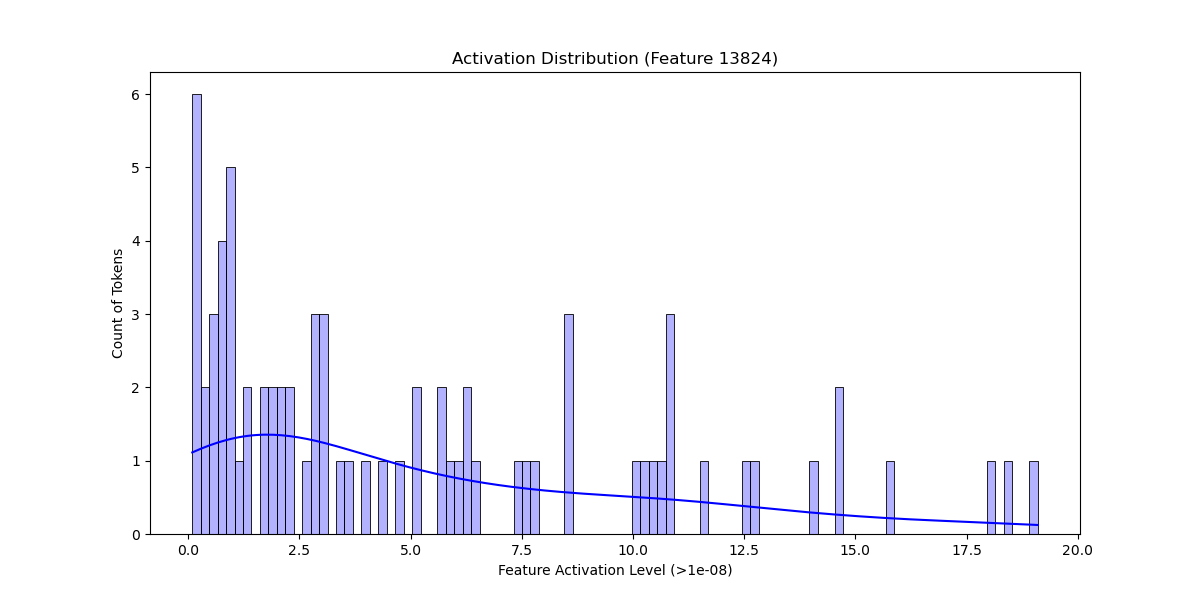 Activation Distribution (Feature 13824)
Count of Tokens
6
5
4
3
2
1
0
0.0 2.5 5.0 7.5 10.0 12.5 15.0 17.5 20.0
Feature Activation Level (>1e-08)